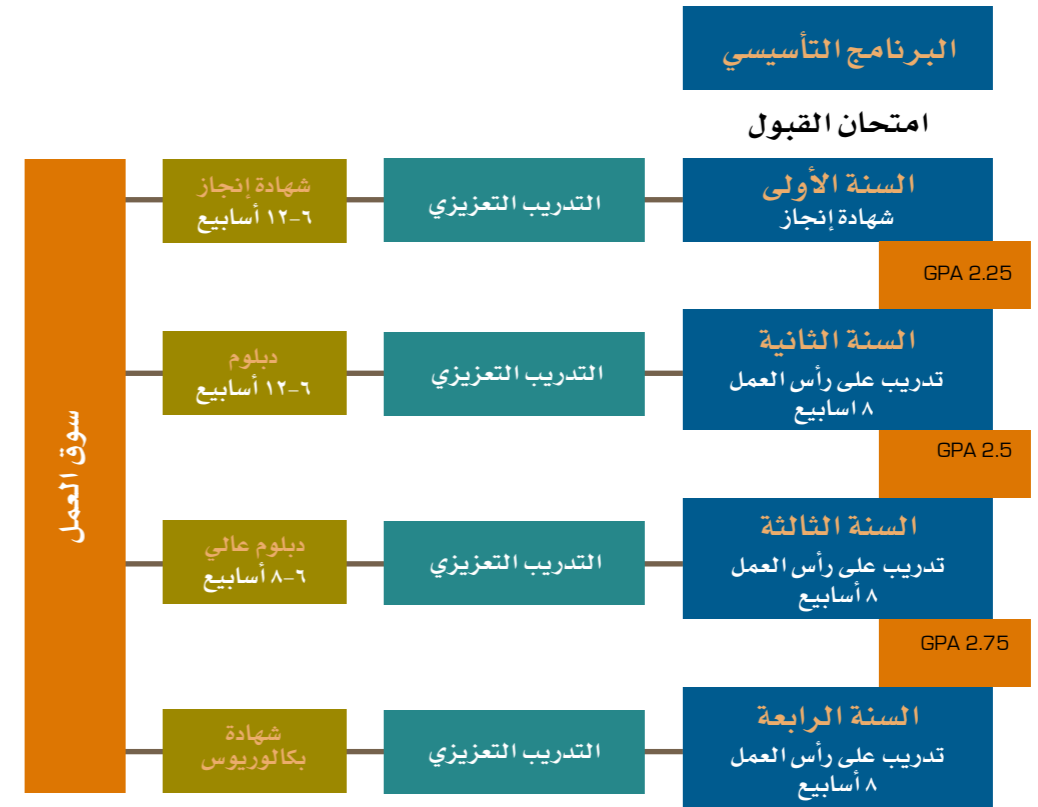 البرنامج التأسيسي
امتحان القبول
السنة الأولى
شهادة إنجاز
التدريب التعزيزي
شهادة إنجاز
٦-١٢ أسابيع
GPA 2.25
السنة الثانية
تدريب على رأس العمل
٨ اسابيع
التدريب التعزيزي
دبلوم
٦-١٢ أسابيع
GPA 2.5
السنة الثالثة
تدريب على رأس العمل
٨ أسابيع
التدريب التعزيزي
دبلوم عالي
٦-٨ أسابيع
GPA 2.75
السنة الرابعة
تدريب على رأس العمل
٨ أسابيع
التدريب التعزيزي
شهادة
بكالوريوس
سوق العمل